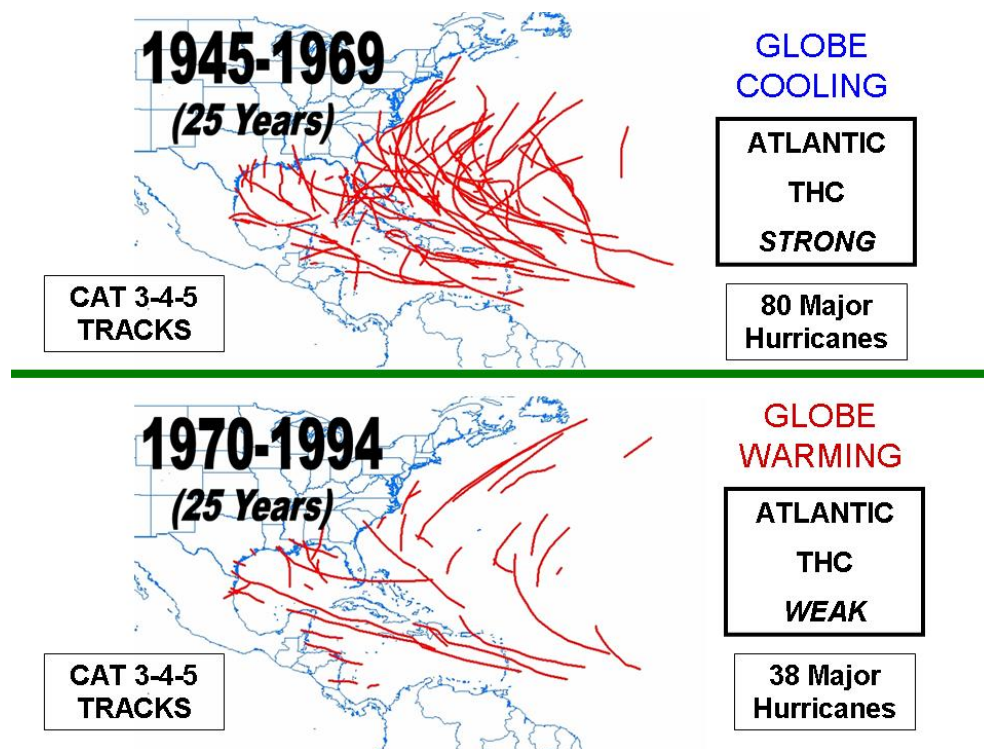 1945-1969
(25 Years)
CAT 3-4-5
TRACKS
GLOBE
COOLING
ATLANTIC
THC
STRONG
80 Major
Hurricanes
1970-1994
(25 Years)
CAT 3-4-5
TRACKS
GLOBE
WARMING
ATLANTIC
THC
WEAK
38 Major
Hurricanes